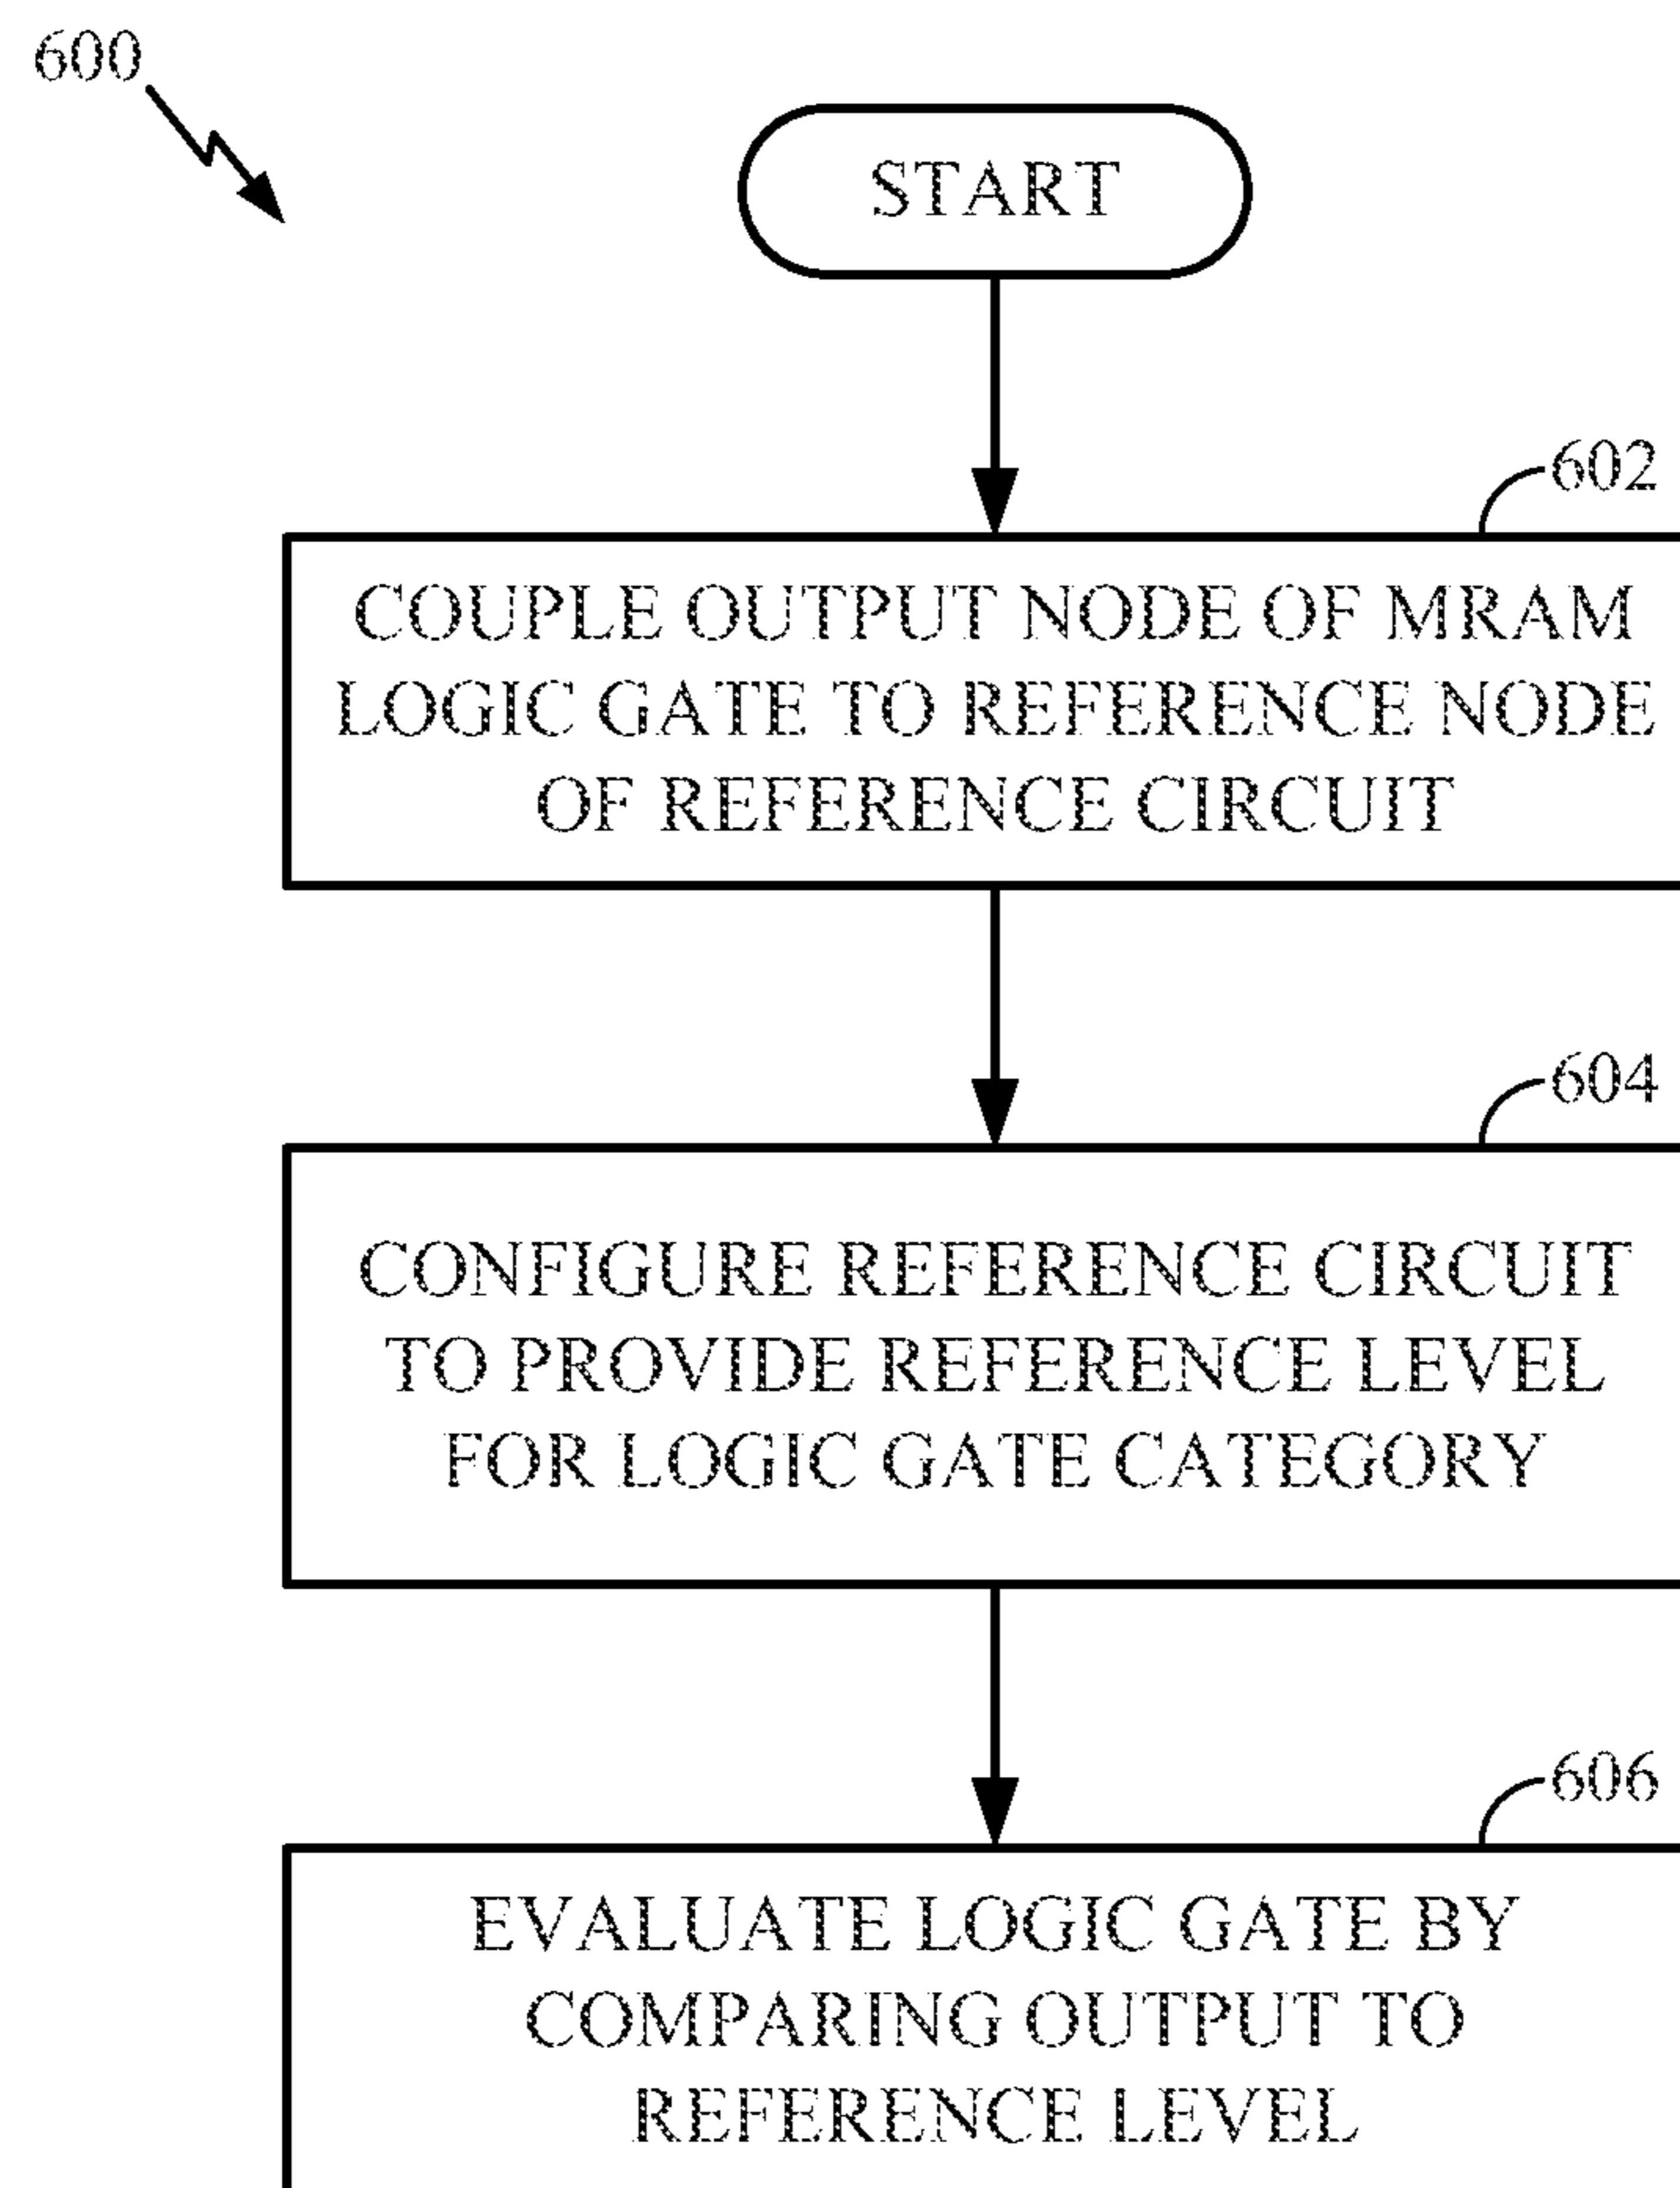 600
START
602
COUPLE OUTPUT NODE OF MRAM
LOGIC GATE TO REFERENCE NODE
OF REFERENCE CIRCUIT
604
CONFIGURE REFERENCE CIRCUIT
TO PROVIDE REFERENCE LEVEL
FOR LOGIC GATE CATEGORY
606
EVALUATE LOGIC GATE BY
COMPARING OUTPUT TO
REFERENCE LEVEL